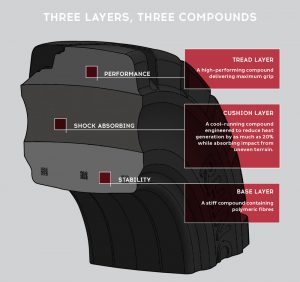 THREE LAYERS, THREE COMPOUNDS
PERFORMANCE
TREAD LAYER
A high-performing compound
delivering maximum grip
SHOCK ABSORBING
CUSHION LAYER
A cool-running compound
engineered to reduce heat
generation by as much as 20%
while absorbing impact from
uneven terrain.
STABILITY
BASE LAYER
A stiff compound containing
polymeric fibres